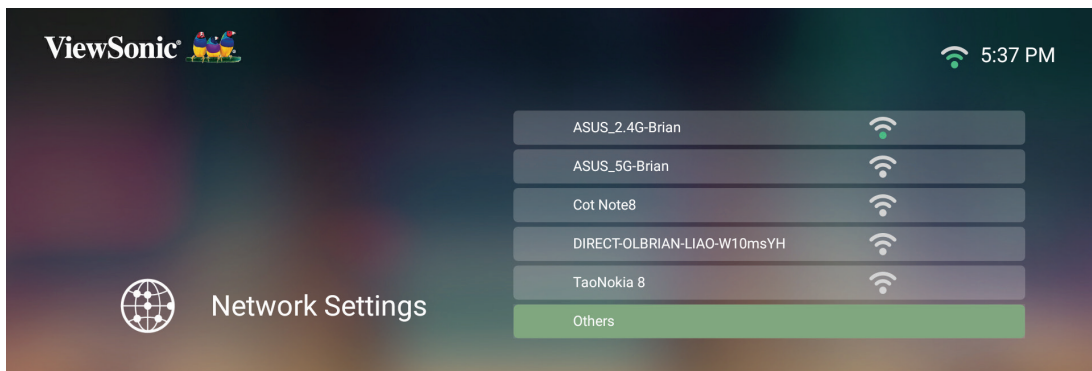 ViewSonic®
5:37 PM
ASUS_2.4G-Brian
ASUS_5G-Brian
Cot Note8
DIRECT-OLBRIAN-LIAO-W10msYH
TaoNokia 8
Network Settings
Others